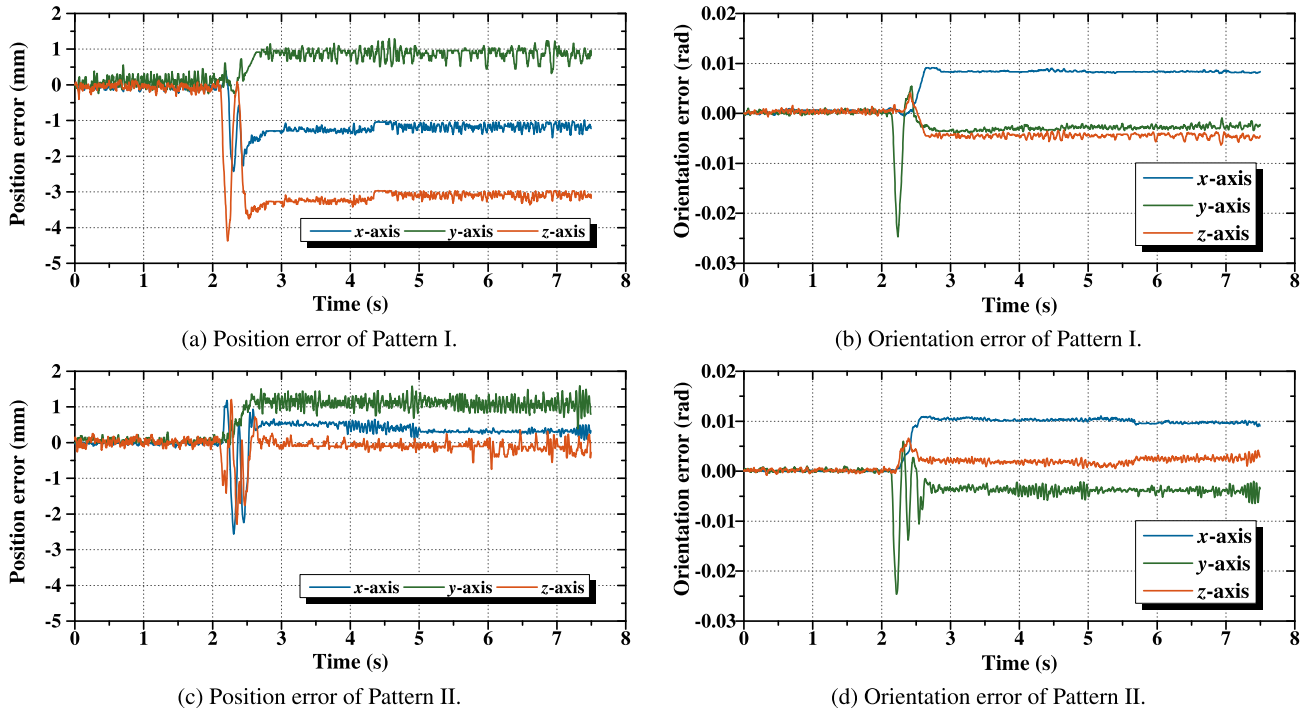 2
1
0
-1
-2
-3
-4
-5
Position error (mm)
0 1 2 3 4 5 6 7 8
Time (s)
x-axis y-axis z-axis
(a) Position error of Pattern I.
0.02
0.01
0.00
-0.01
-0.02
-0.03
Orientation error (rad)
0 1 2 3 4 5 6 7 8
Time (s)
x-axis
y-axis
z-axis
(b) Orientation error of Pattern I.
2
1
0
-1
-2
-3
-4
-5
Position error (mm)
0 1 2 3 4 5 6 7 8
Time (s)
x-axis y-axis z-axis
(c) Position error of Pattern II.
0.02
0.01
0.00
-0.01
-0.02
-0.03
Orientation error (rad)
0 1 2 3 4 5 6 7 8
Time (s)
x-axis
y-axis
z-axis
(d) Orientation error of Pattern II.